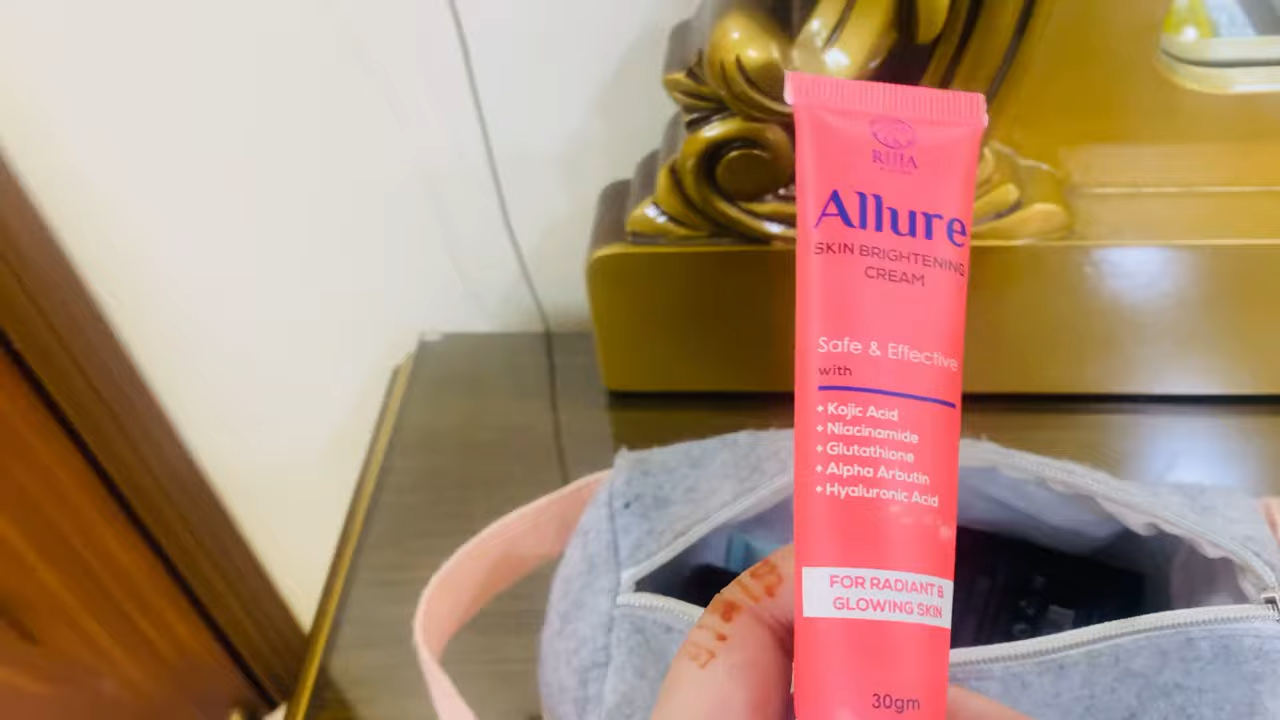 RIJJA
Allure
SKIN BRIGHTENING
CREAM
Safe & Effective
with
+ Kojic Acid
+ Niacinamide
+ Glutathione
+ Alpha Arbutin
+ Hyaluronic Acid
FOR RADIANT &
GLOWING SKIN
30gm